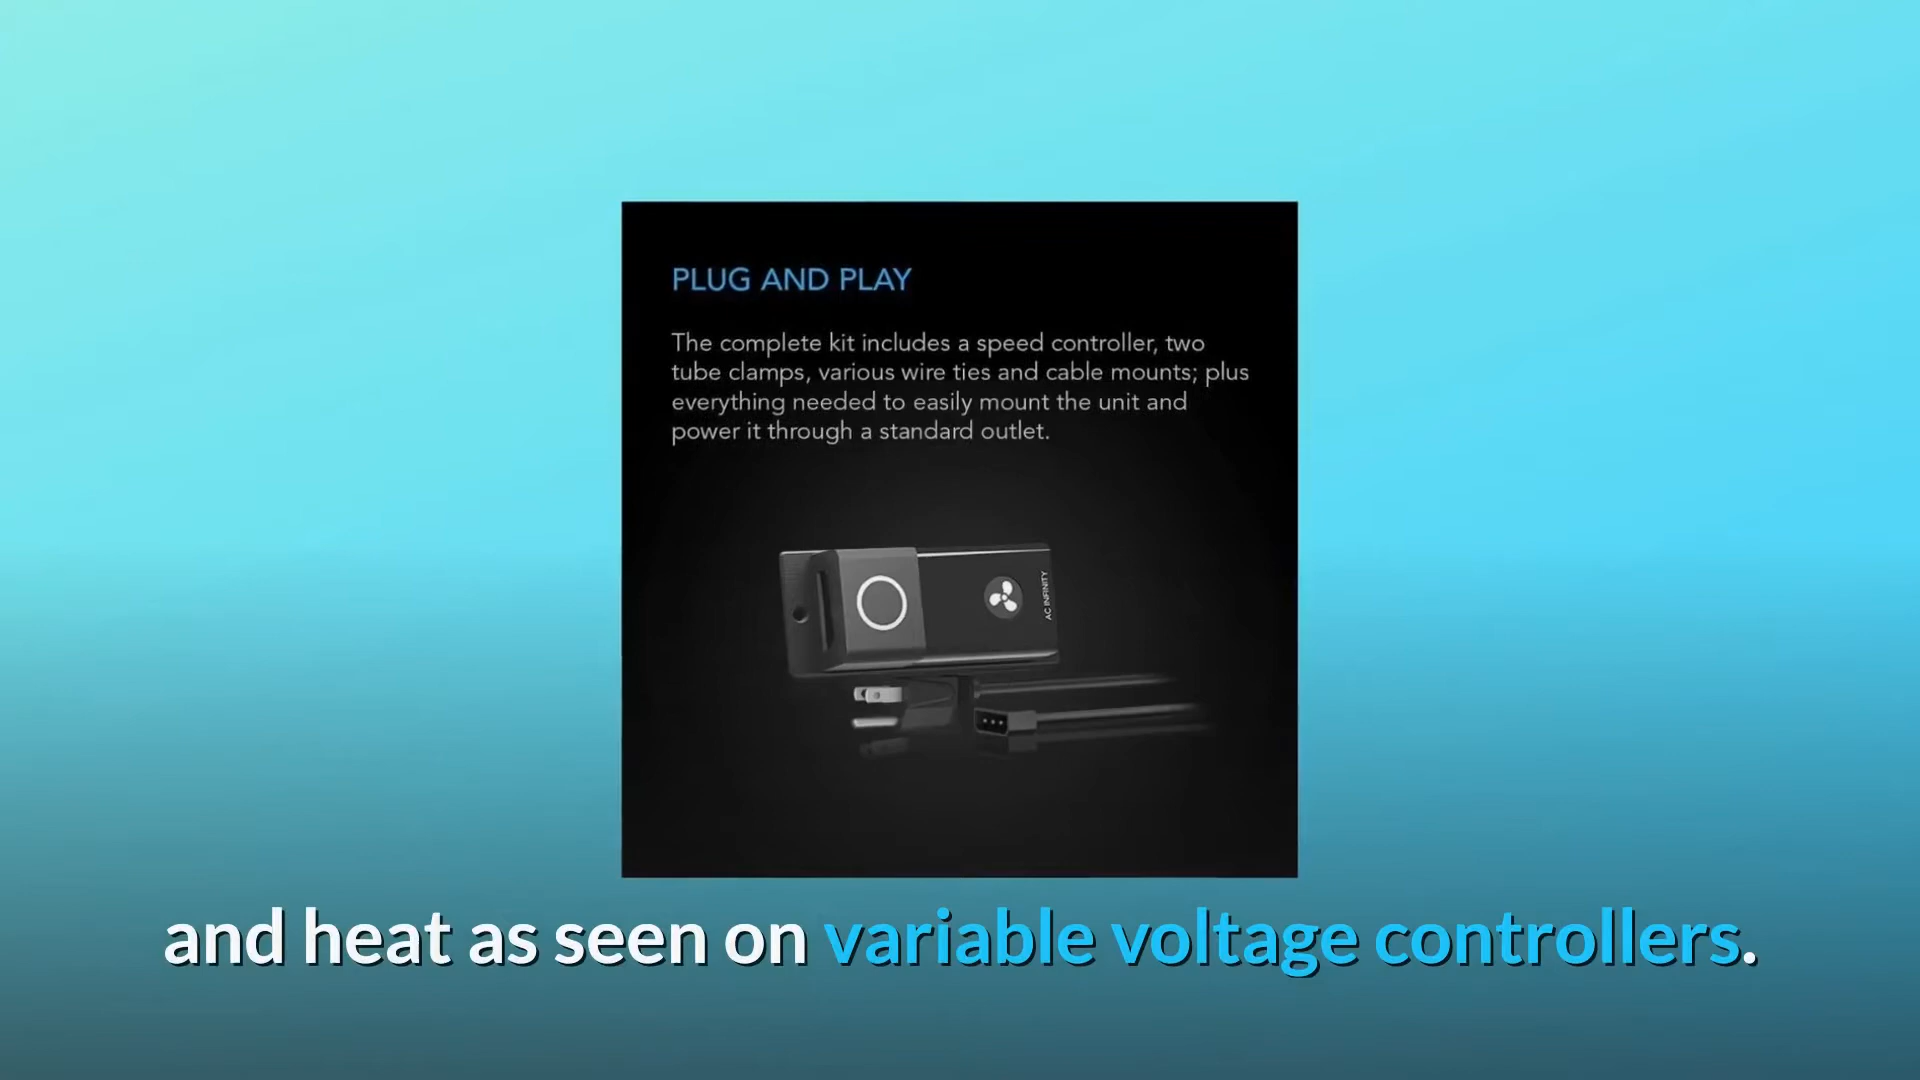 PLUG AND PLAY
The complete kit includes a speed controller, two
tube clamps, various wire ties and cable mounts; plus
everything needed to easily mount the unit and
power it through a standard outlet.
AC INFINITY
and heat as seen on variable voltage controllers.